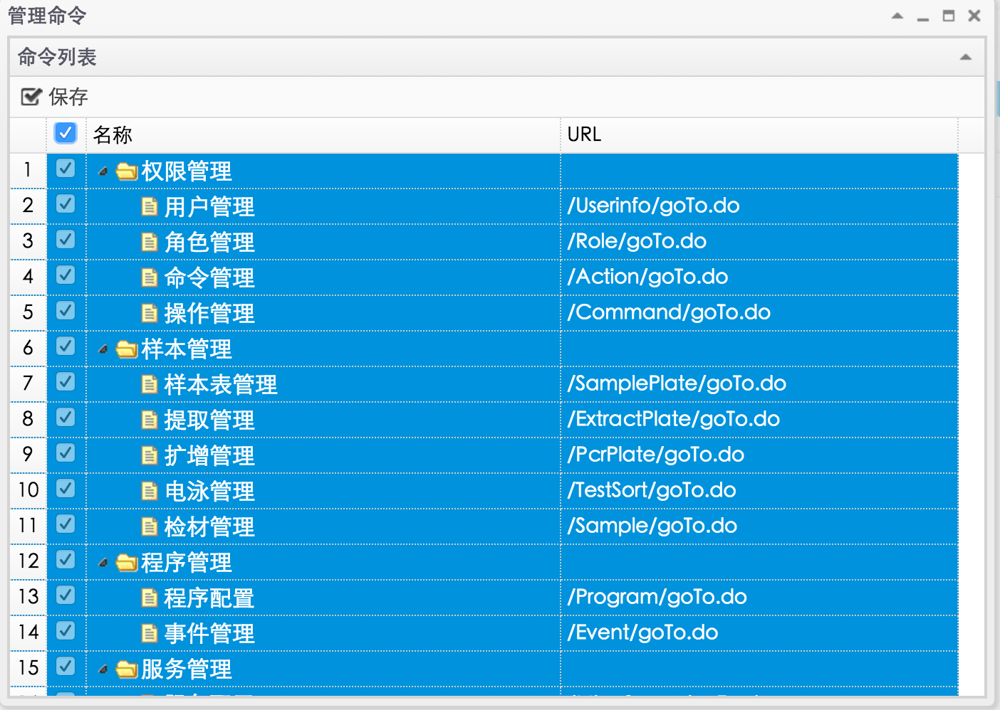 管理命令
命令列表
保存
名称 URL
1 权限管理
2 用户管理 /Userinfo/goTo.do
3 角色管理 /Role/goTo.do
4 命令管理 /Action/goTo.do
5 操作管理 /Command/goTo.do
6 样本管理
7 样本表管理 /SamplePlate/goTo.do
8 提取管理 /ExtractPlate/goTo.do
9 扩增管理 /PcrPlate/goTo.do
10 电泳管理 /TestSort/goTo.do
11 检材管理 /Sample/goTo.do
12 程序管理
13 程序配置 /Program/goTo.do
14 事件管理 /Event/goTo.do
15 服务管理